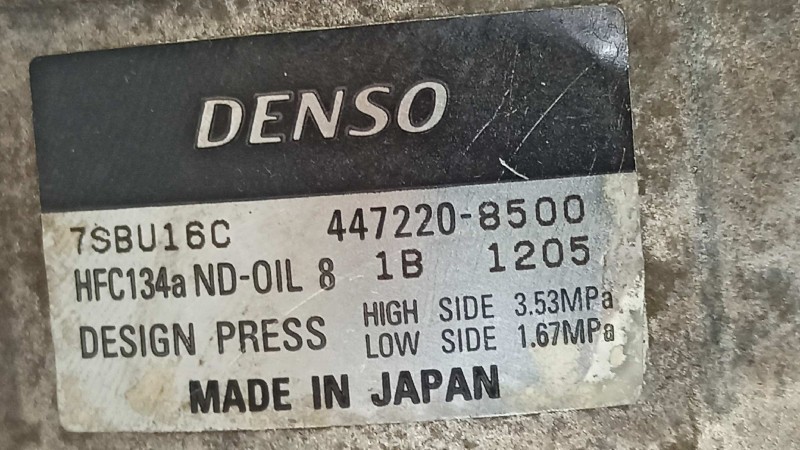 DENSO
7SBU16C 447220-8500
HFC134a ND-OIL 8 1B 1205
DESIGN PRESS HIGH SIDE 3.53MPa
LOW SIDE 1.67MPa
MADE IN JAPAN